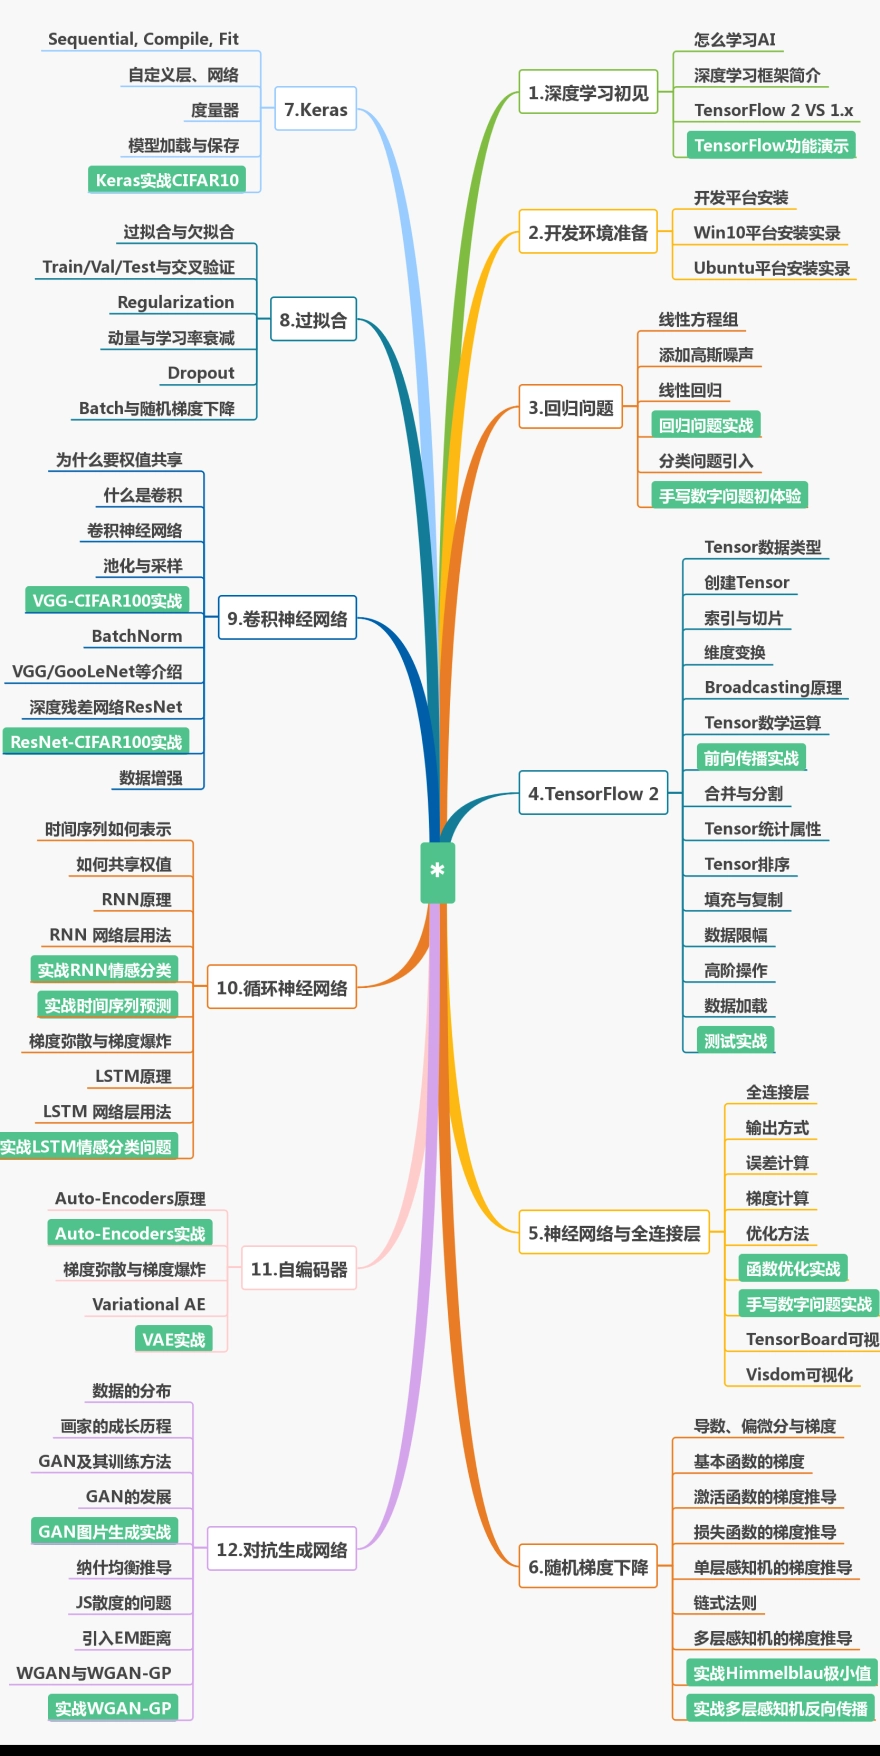 1.深度学习初见
怎么学习AI
深度学习框架简介
TensorFlow 2 VS 1.x
TensorFlow功能演示
2.开发环境准备
开发平台安装
Win10平台安装实录
Ubuntu平台安装实录
3.回归问题
线性方程组
添加高斯噪声
线性回归
回归问题实战
分类问题引入
手写数字问题初体验
4.TensorFlow 2
Tensor数据类型
创建Tensor
索引与切片
维度变换
Broadcasting原理
Tensor数学运算
前向传播实战
合并与分割
Tensor统计属性
Tensor排序
填充与复制
数据限幅
高阶操作
数据加载
测试实战
5.神经网络与全连接层
全连接层
输出方式
误差计算
梯度计算
优化方法
函数优化实战
手写数字问题实战
TensorBoard可视
Visdom可视化
6.随机梯度下降
导数、偏微分与梯度
基本函数的梯度
激活函数的梯度推导
损失函数的梯度推导
单层感知机的梯度推导
链式法则
多层感知机的梯度推导
实战Himmelblau极小值
实战多层感知机反向传播
7.Keras
Sequential, Compile, Fit
自定义层、网络
度量器
模型加载与保存
Keras实战CIFAR10
8.过拟合
过拟合与欠拟合
Train/Val/Test与交叉验证
Regularization
动量与学习率衰减
Dropout
Batch与随机梯度下降
9.卷积神经网络
为什么要权值共享
什么是卷积
卷积神经网络
池化与采样
VGG-CIFAR100实战
BatchNorm
VGG/GooLeNet等介绍
深度残差网络ResNet
ResNet-CIFAR100实战
数据增强
10.循环神经网络
时间序列如何表示
如何共享权值
RNN原理
RNN 网络层用法
实战RNN情感分类
实战时间序列预测
梯度弥散与梯度爆炸
LSTM原理
LSTM 网络层用法
实战LSTM情感分类问题
11.自编码器
Auto-Encoders原理
Auto-Encoders实战
梯度弥散与梯度爆炸
Variational AE
VAE实战
12.对抗生成网络
数据的分布
画家的成长历程
GAN及其训练方法
GAN的发展
GAN图片生成实战
纳什均衡推导
JS散度的问题
引入EM距离
WGAN与WGAN-GP
实战WGAN-GP
*